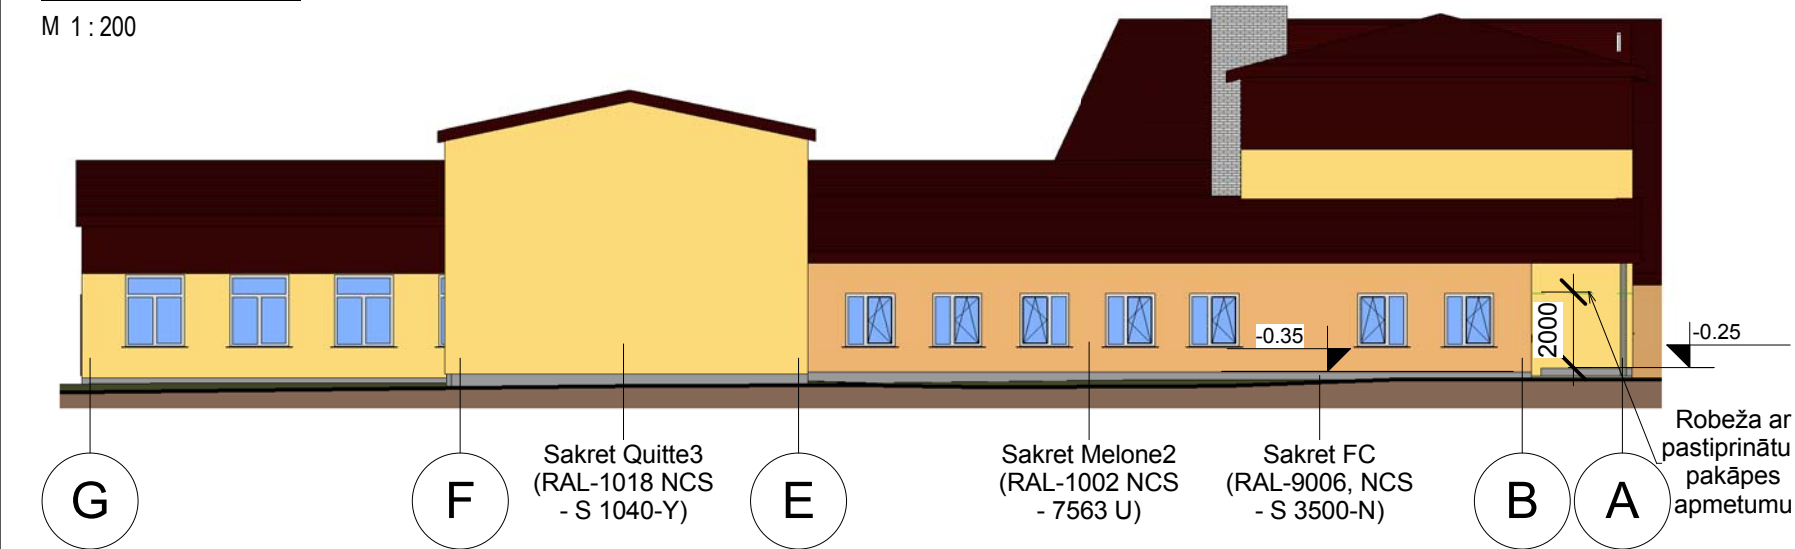 M 1 : 200
-0.35
2000
-0.25
Robeža ar
pastiprinātu
pakāpes
apmetumu
Sakret Quitte3
(RAL-1018 NCS
- S 1040-Y)
Sakret Melone2
(RAL-1002 NCS
- 7563 U)
Sakret FC
(RAL-9006, NCS
- S 3500-N)
G
F
E
B
A